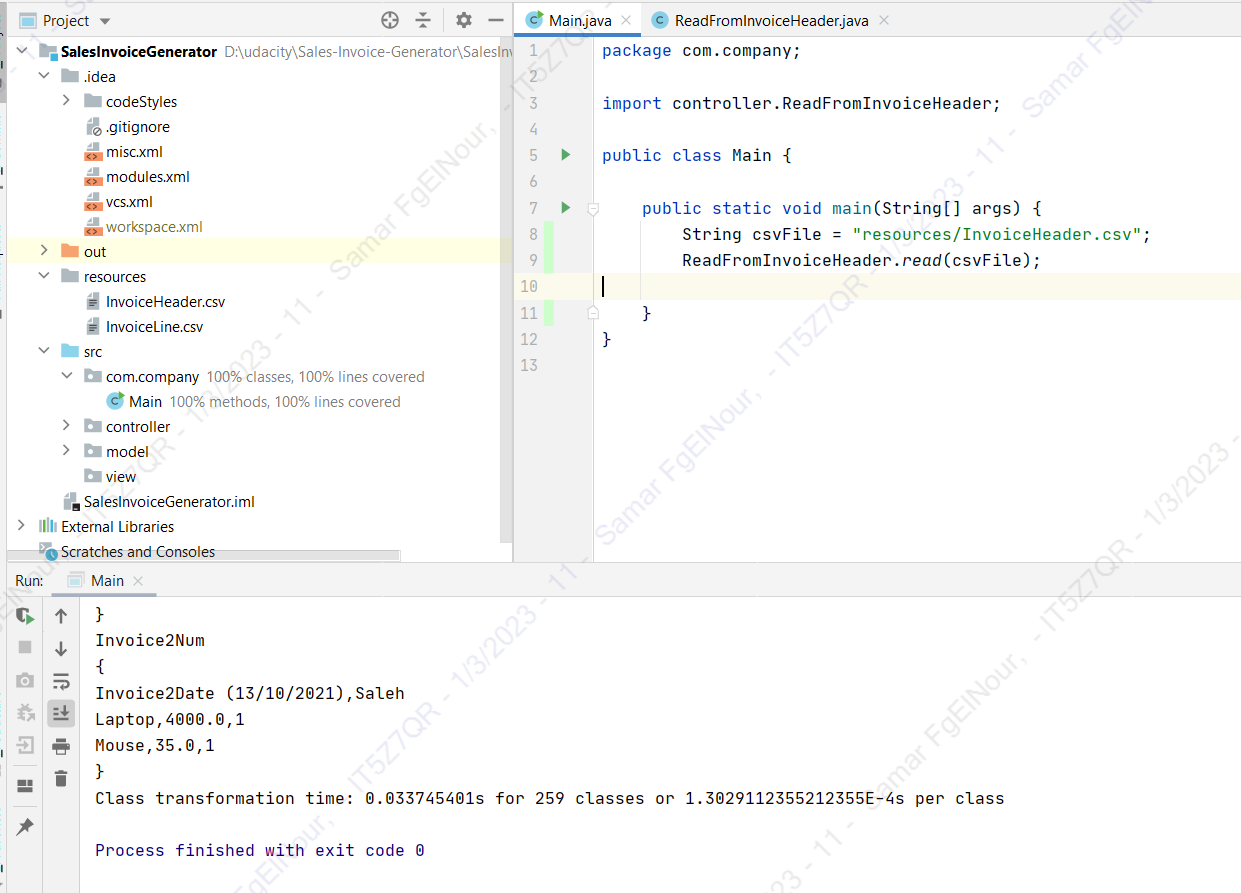 Project
SalesInvoiceGenerator D:\udacity\Sales-Invoice-Generator\SalesInv
.idea
codeStyles
.gitignore
misc.xml
modules.xml
vcs.xml
workspace.xml
out
resources
InvoiceHeader.csv
InvoiceLine.csv
src
com.company 100% classes, 100% lines covered
Main 100% methods, 100% lines covered
controller
model
view
SalesInvoiceGenerator.iml
External Libraries
Scratches and Consoles
Main.java
ReadFromInvoiceHeader.java
1 package com.company;
2
3 import controller.ReadFromInvoiceHeader;
4
5 public class Main {
6
7 public static void main(String[] args) {
8 String csvFile = "resources/InvoiceHeader.csv";
9 ReadFromInvoiceHeader.read(csvFile);
10
11 }
12 }
13
Run: Main
}
Invoice2Num
{
Invoice2Date (13/10/2021),Saleh
Laptop,4000.0,1
Mouse,35.0,1
}
Class transformation time: 0.033745401s for 259 classes or 1.3029112355212355E-4s per class
Process finished with exit code 0
Samar FgElNour, - IT5Z7QR - 1/3/2023 - 11 -